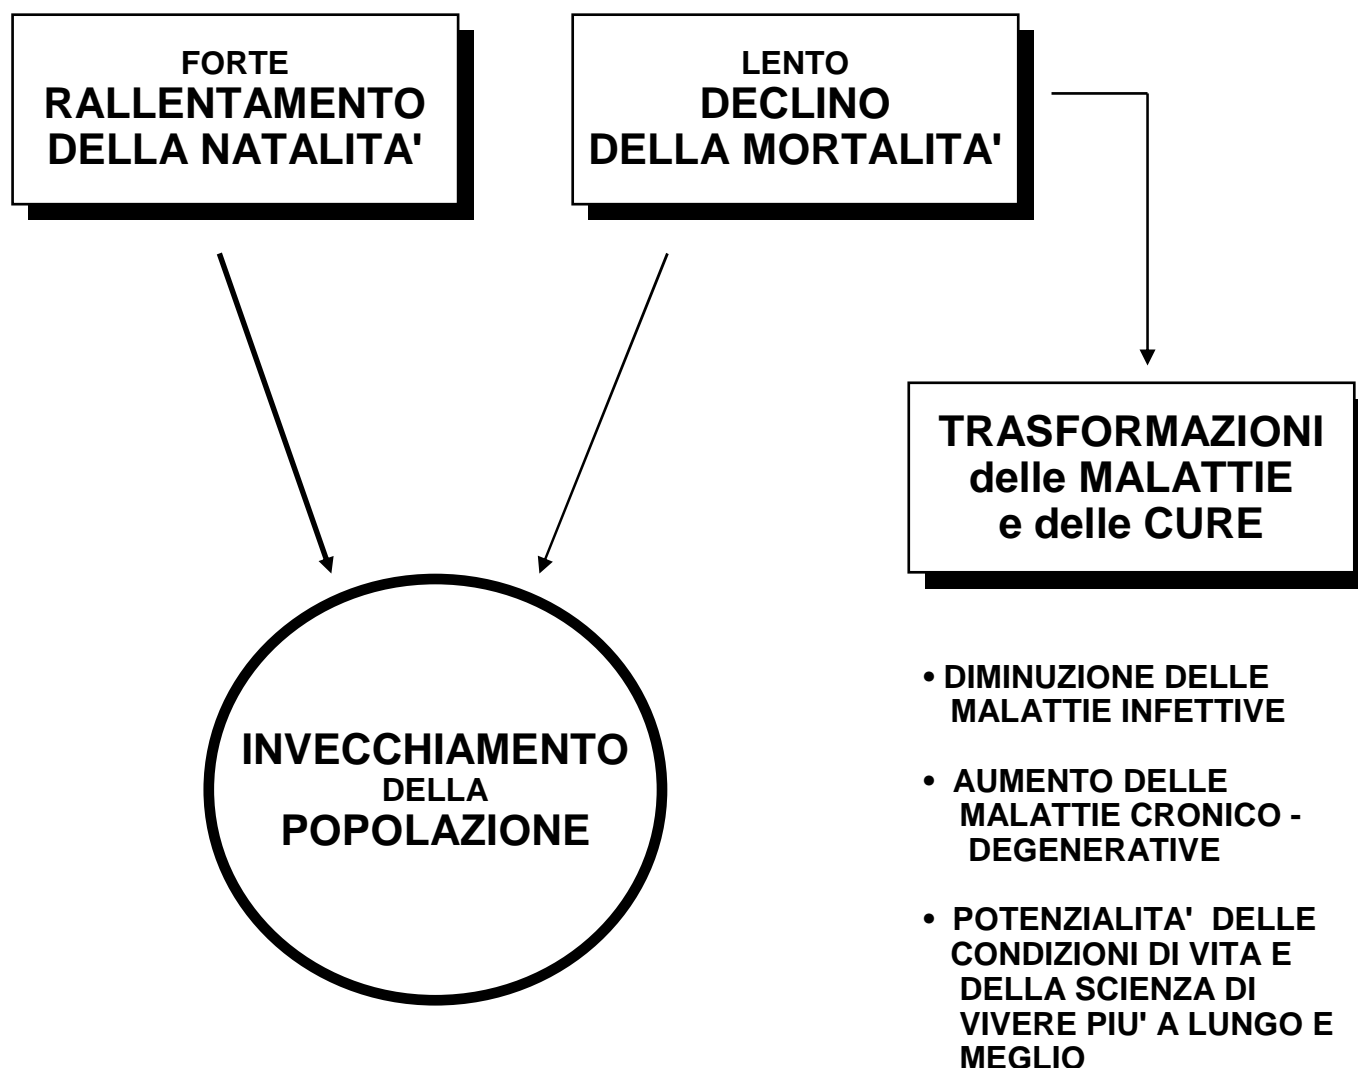 FORTE
RALLENTAMENTO
DELLA NATALITA'
LENTO
DECLINO
DELLA MORTALITA'
TRASFORMAZIONI
delle MALATTIE
e delle CURE
INVECCHIAMENTO
DELLA
POPOLAZIONE
• DIMINUZIONE DELLE
MALATTIE INFETTIVE
• AUMENTO DELLE
MALATTIE CRONICO -
DEGENERATIVE
• POTENZIALITA' DELLE
CONDIZIONI DI VITA E
DELLA SCIENZA DI
VIVERE PIU' A LUNGO E
MEGLIO